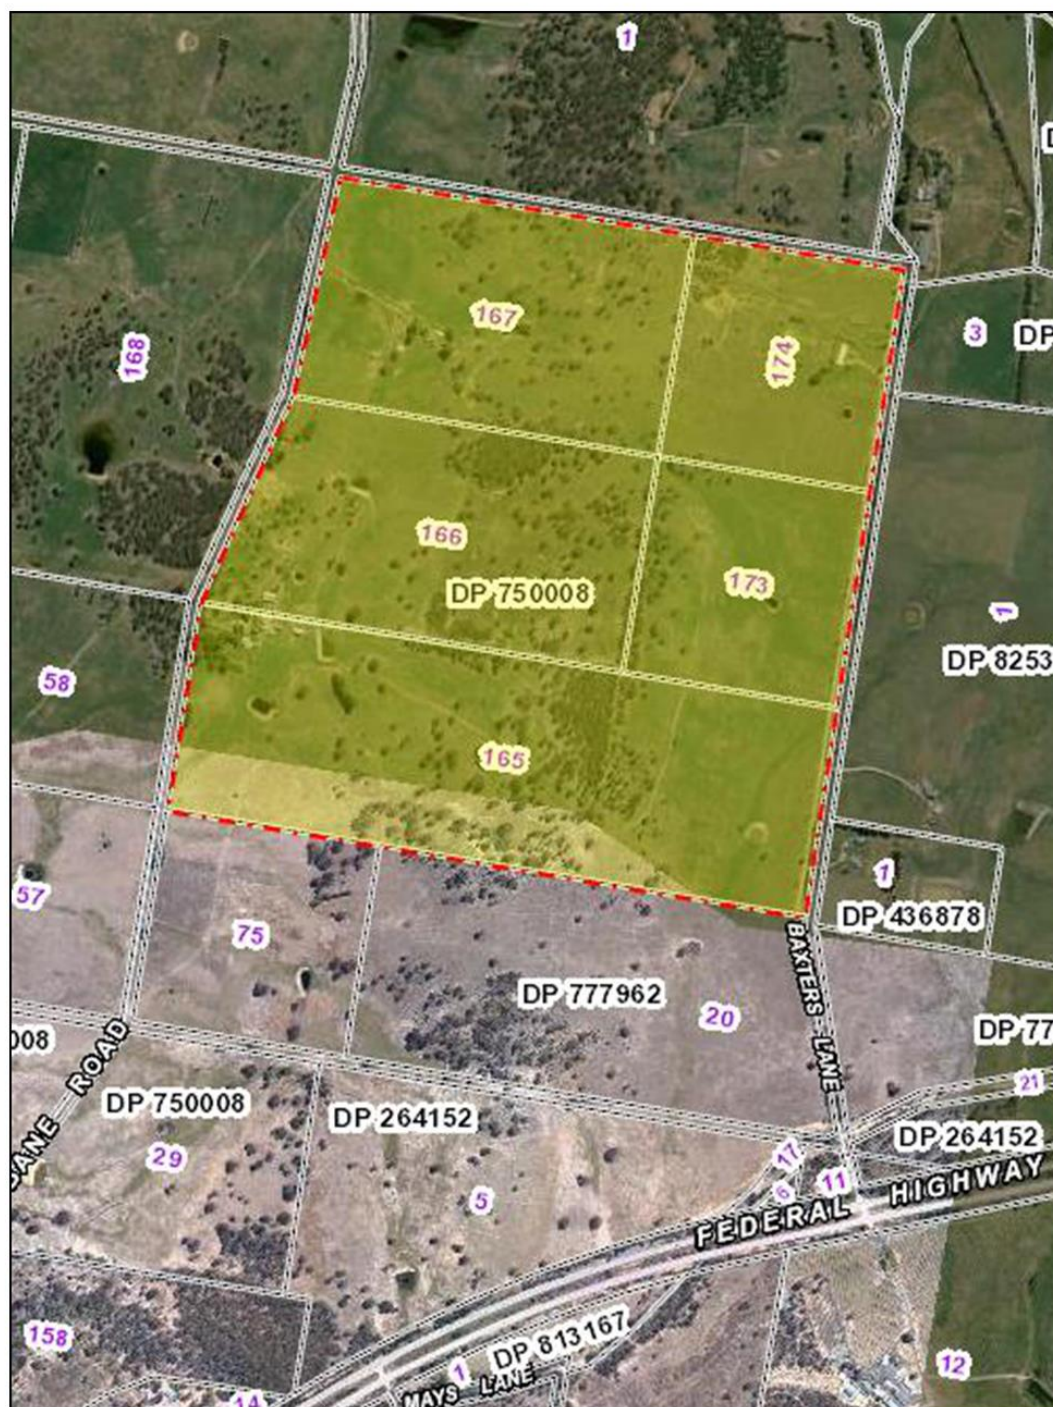 1
167
174
168
3
DP
166
173
DP 750008
1
58
DP 8253
165
1
57
DP 436878
75
BAXTERS LANE
DP 777962
20
DP 77
008
ROAD
21
DP 750008
DP 264152
DP 264152
17
29
11
6
HIGHWAY
5
FEDERAL
DP 813167
158
1
12
MAYS LANE
14